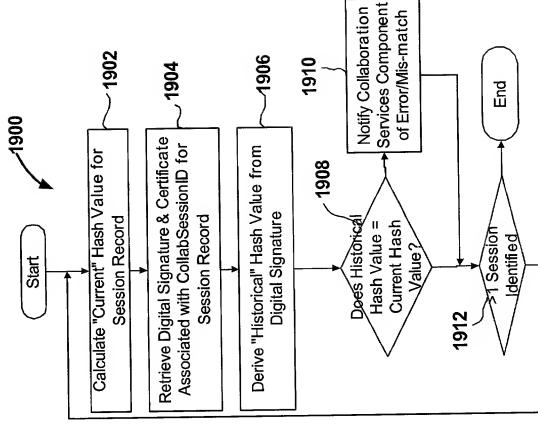 1900
Start
1902
Calculate "Current" Hash Value for
Session Record
1904
Retrieve Digital Signature & Certificate
Associated with CollabSessionID for
Session Record
1906
Derive "Historical" Hash Value from
Digital Signature
1908
Does Historical
Hash Value =
Current Hash
Value?
1910
Notify Collaboration
Services Component
of Error/Mis-match
1912
>1 Session
Identified
End